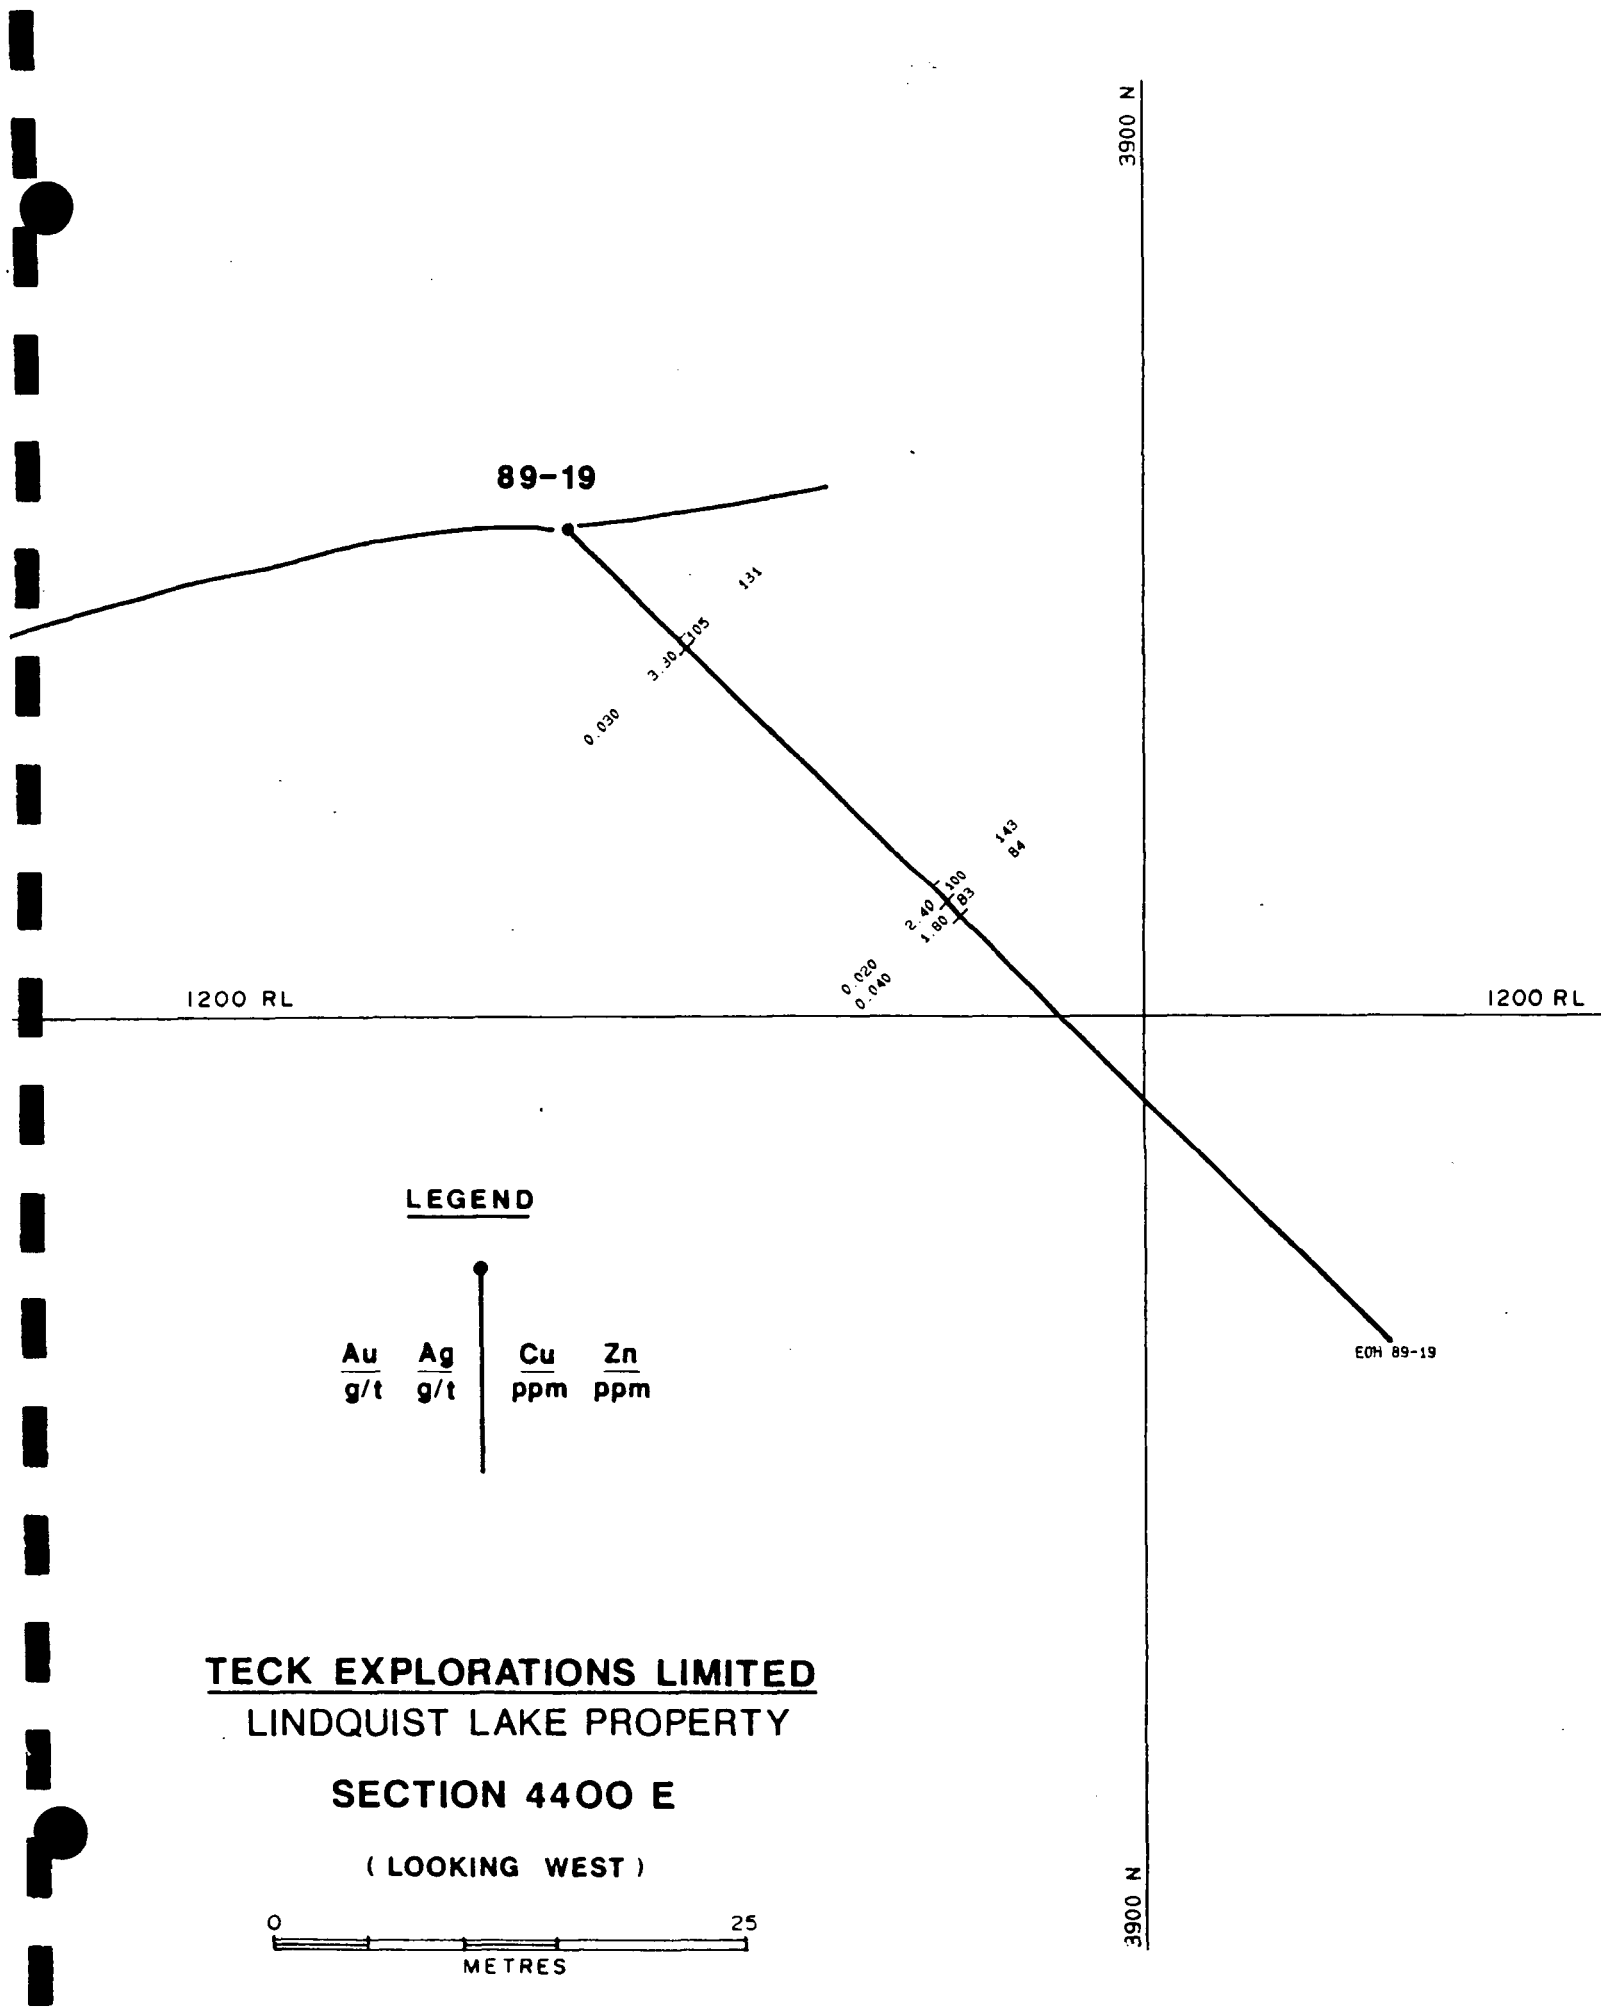 3900 N
89-19
131
105
3.30
0.030
143
84
100
83
2.40
1.80
0.020
0.040
1200 RL
1200 RL
LEGEND
Au Ag Cu Zn
g/t g/t ppm ppm
EOH 89-19
TECK EXPLORATIONS LIMITED
LINDQUIST LAKE PROPERTY
SECTION 4400 E
( LOOKING WEST )
3900 N
0 25
METRES